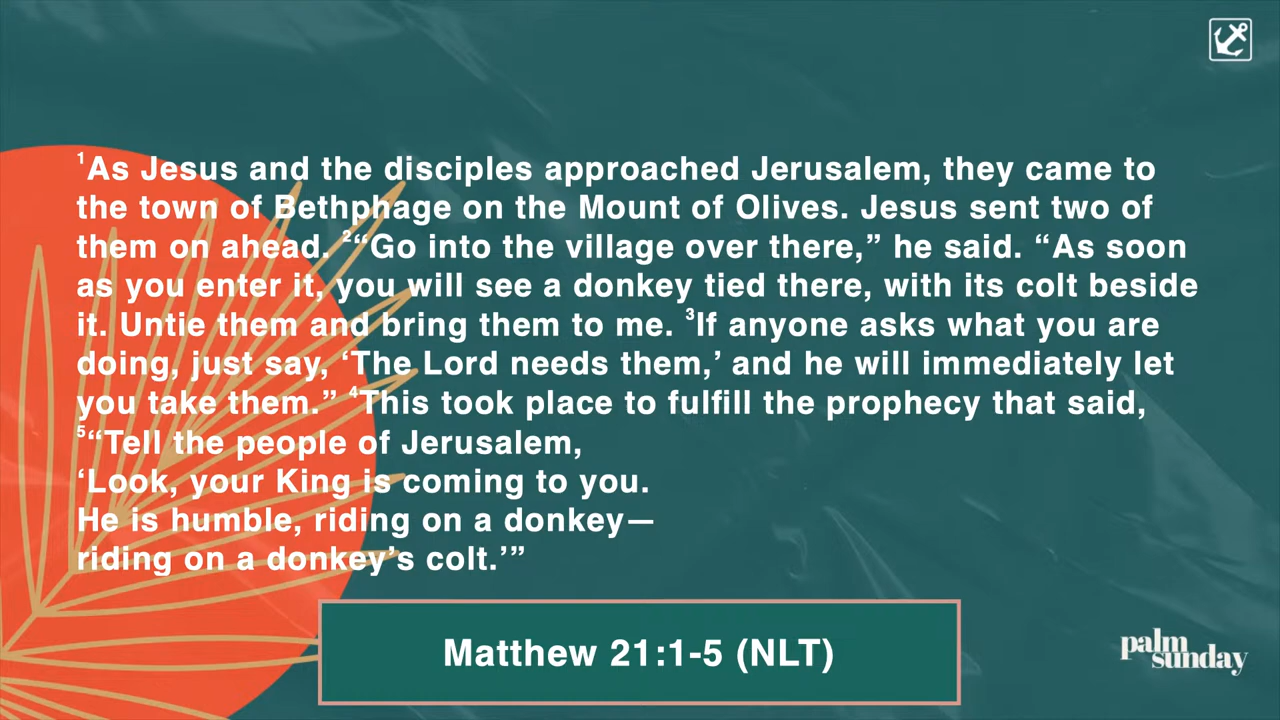 ¹As Jesus and the disciples approached Jerusalem, they came to
the town of Bethphage on the Mount of Olives. Jesus sent two of
them on ahead. ²“Go into the village over there,” he said. “As soon
as you enter it, you will see a donkey tied there, with its colt beside
it. Untie them and bring them to me. ³If anyone asks what you are
doing, just say, ‘The Lord needs them,’ and he will immediately let
you take them.” ⁴This took place to fulfill the prophecy that said,
⁵“Tell the people of Jerusalem,
‘Look, your King is coming to you.
He is humble, riding on a donkey—
riding on a donkey’s colt.’”
Matthew 21:1-5 (NLT)
palm
sunday